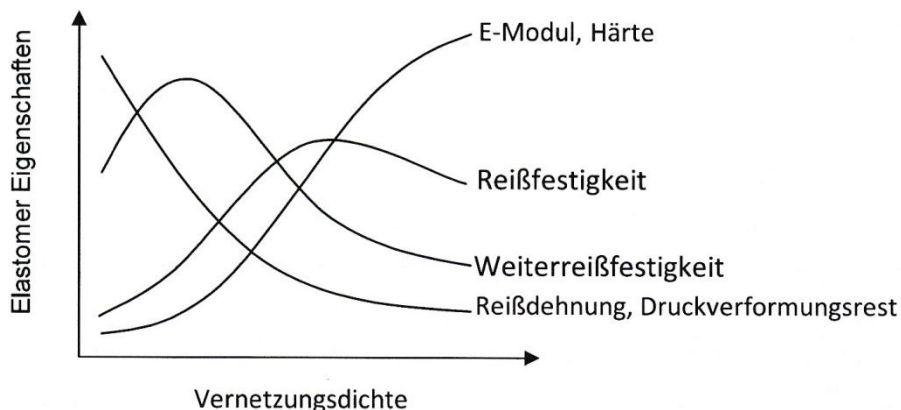 Elastomer Eigenschaften
E-Modul, Härte
Reißfestigkeit
Weiterreißfestigkeit
Reißdehnung, Druckverformungsrest
Vernetzungsdichte